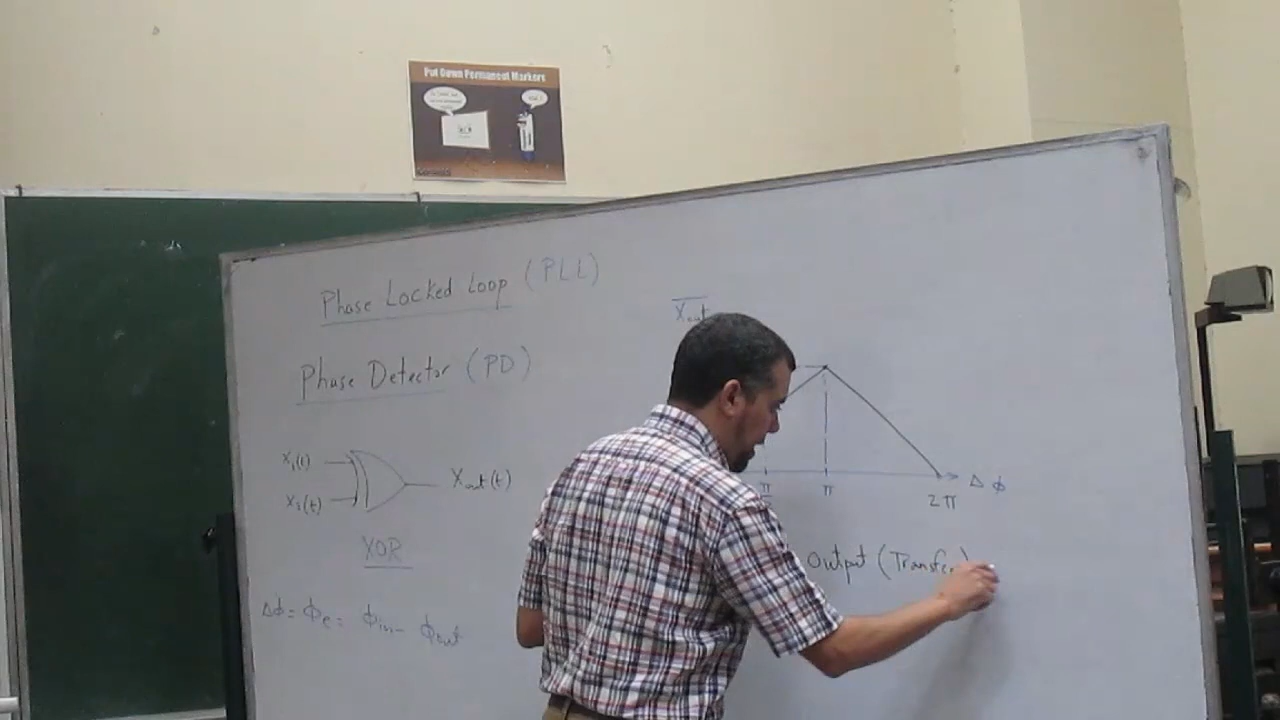 Put Down Permanent Markers
Phase Locked Loop (PLL)
Phase Detector (PD)
X₁(t)
X₂(t)
Xout(t)
XOR
Δφ = φe = φin - φout
Xout
π
π
2π
Δφ
Output (Transfer)